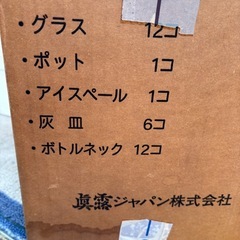 ・グラス 12コ
・ポット 1コ
・アイスペール 1コ
・灰皿 6コ
・ボトルネック 12コ
眞露ジャパン株式会社